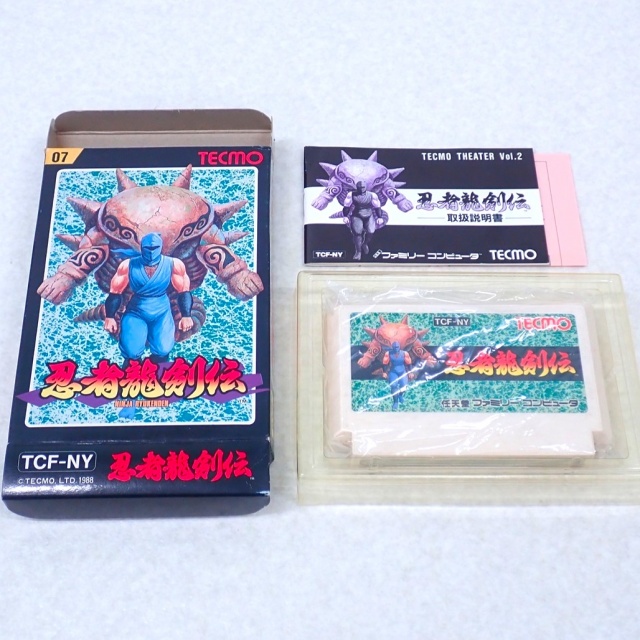 07
TECMO
忍者龍剣伝
NINJA RYUKENDEN
TCF-NY
© TECMO, LTD. 1988
忍者龍剣伝
TECMO THEATER Vol.2
忍者龍剣伝
取扱説明書
TCF-NY
ファミリーコンピュータ
TECMO
TCF-NY
TECMO
忍者龍剣伝
任天堂 ファミリーコンピュータ